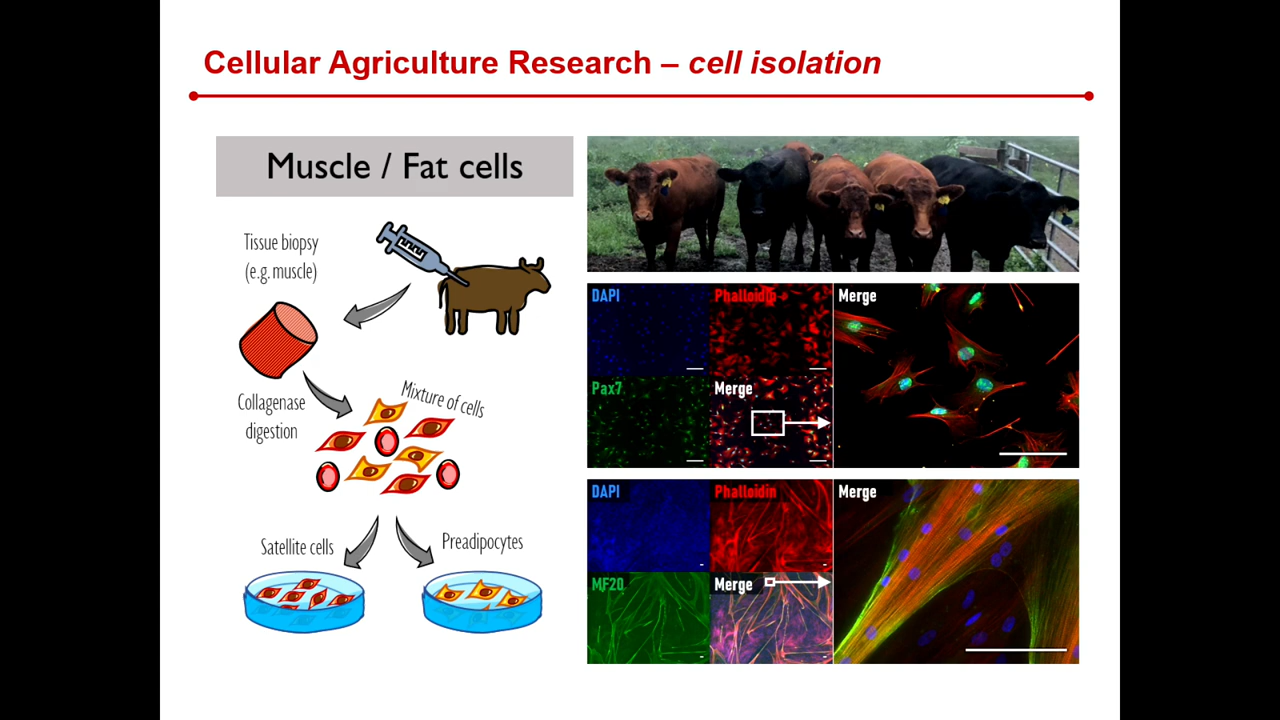 Cellular Agriculture Research – cell isolation
Muscle / Fat cells
Tissue biopsy
(e.g. muscle)
Collagenase
digestion
Mixture of cells
Satellite cells
Preadipocytes
DAPI
Phalloidin
Merge
Pax7
Merge
DAPI
Phalloidin
Merge
MF20
Merge